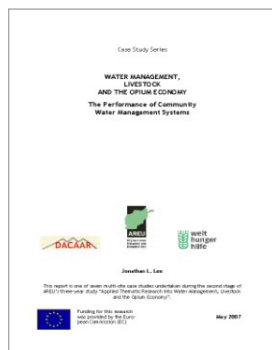 Case Study Series
WATER MANAGEMENT,
LIVESTOCK
AND THE OPIUM ECONOMY
The Performance of Community
Water Management Systems
DACAAR
AREU
welt
hunger
hilfe
Jonathan L. Lee
This report is one of seven multi-site case studies undertaken during the second stage of
AREU's three-year study "Applied Thematic Research into Water Management, Livestock
and the Opium Economy".
Funding for this research
was provided by the Euro-
pean Commission (EC)
May 2007